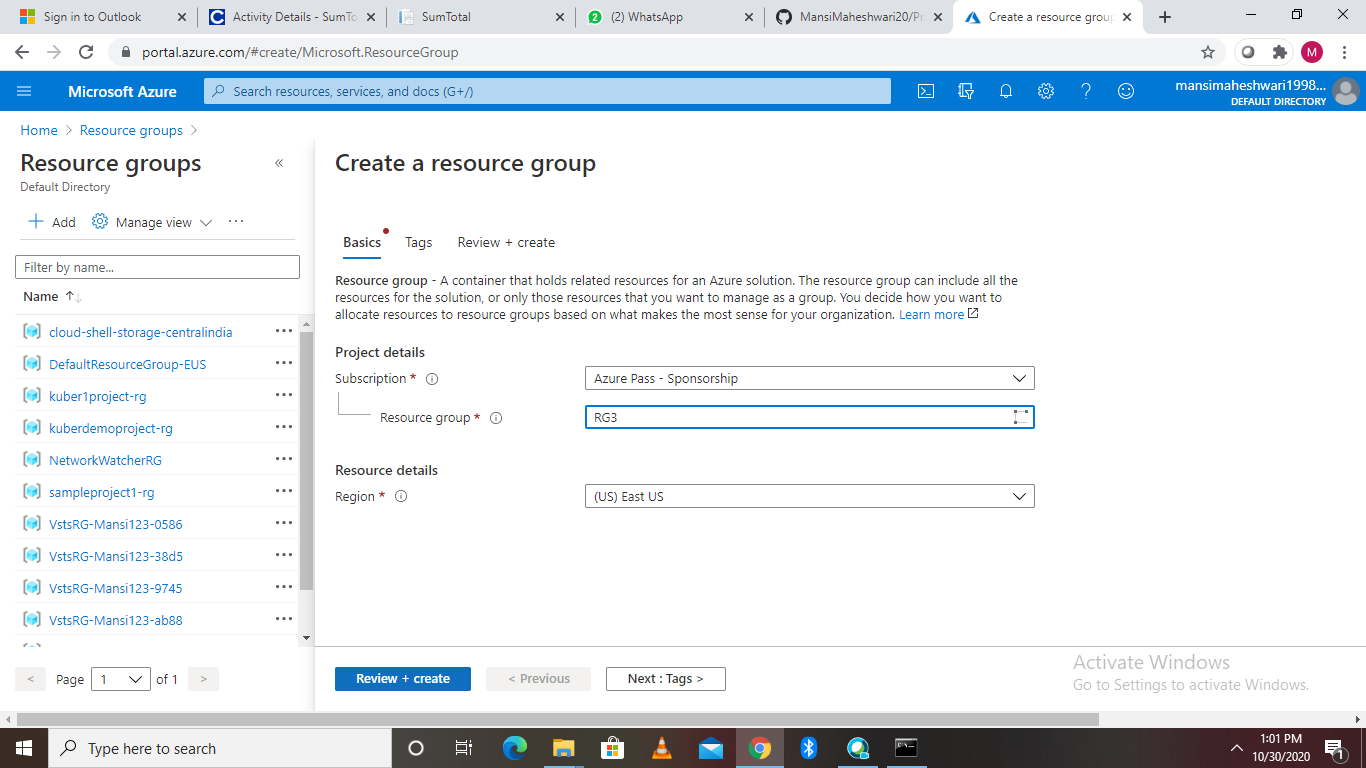 Sign in to Outlook
Activity Details - SumTo
SumTotal
(2) WhatsApp
MansiMaheshwari20/Pr
Create a resource group
portal.azure.com/#create/Microsoft.ResourceGroup
M
Microsoft Azure
Search resources, services, and docs (G+/)
mansimaheshwari1998...
DEFAULT DIRECTORY
Home > Resource groups >
Resource groups
«
Default Directory
+ Add
Manage view
...
Filter by name...
Name ↑↓
cloud-shell-storage-centralindia
DefaultResourceGroup-EUS
kuber1project-rg
kuberdemoproject-rg
NetworkWatcherRG
sampleproject1-rg
VstsRG-Mansi123-0586
VstsRG-Mansi123-38d5
VstsRG-Mansi123-9745
VstsRG-Mansi123-ab88
< Page 1 of 1 >
Create a resource group
Basics
Tags
Review + create
Resource group - A container that holds related resources for an Azure solution. The resource group can include all the
resources for the solution, or only those resources that you want to manage as a group. You decide how you want to
allocate resources to resource groups based on what makes the most sense for your organization. Learn more
Project details
Subscription *
Azure Pass - Sponsorship
Resource group *
RG3
Resource details
Region *
(US) East US
Review + create
< Previous
Next : Tags >
Activate Windows
Go to Settings to activate Windows.
Type here to search
1:01 PM
10/30/2020
1